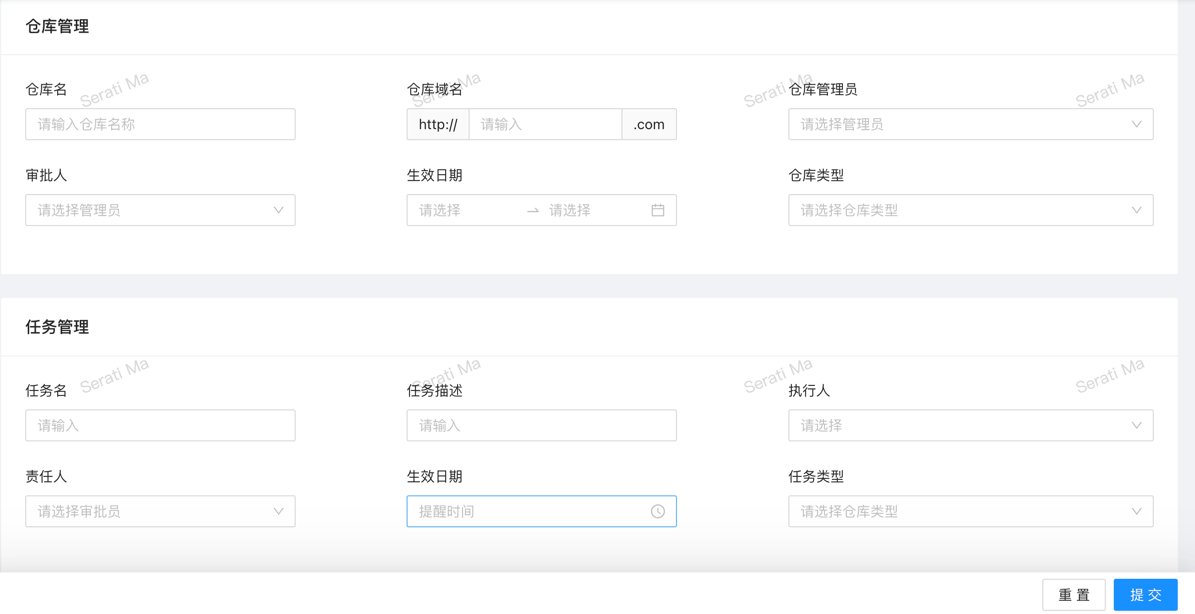 仓库管理
Serati Ma Serati Ma Serati Ma Serati Ma
仓库名 仓库域名 仓库管理员
请输入仓库名称 http:// 请输入 .com 请选择管理员
审批人 生效日期 仓库类型
请选择管理员 请选择 → 请选择 请选择仓库类型
任务管理
Serati Ma Serati Ma Serati Ma Serati Ma
任务名 任务描述 执行人
请输入 请输入 请选择
责任人 生效日期 任务类型
请选择审批员 提醒时间 请选择仓库类型
重 置 提 交